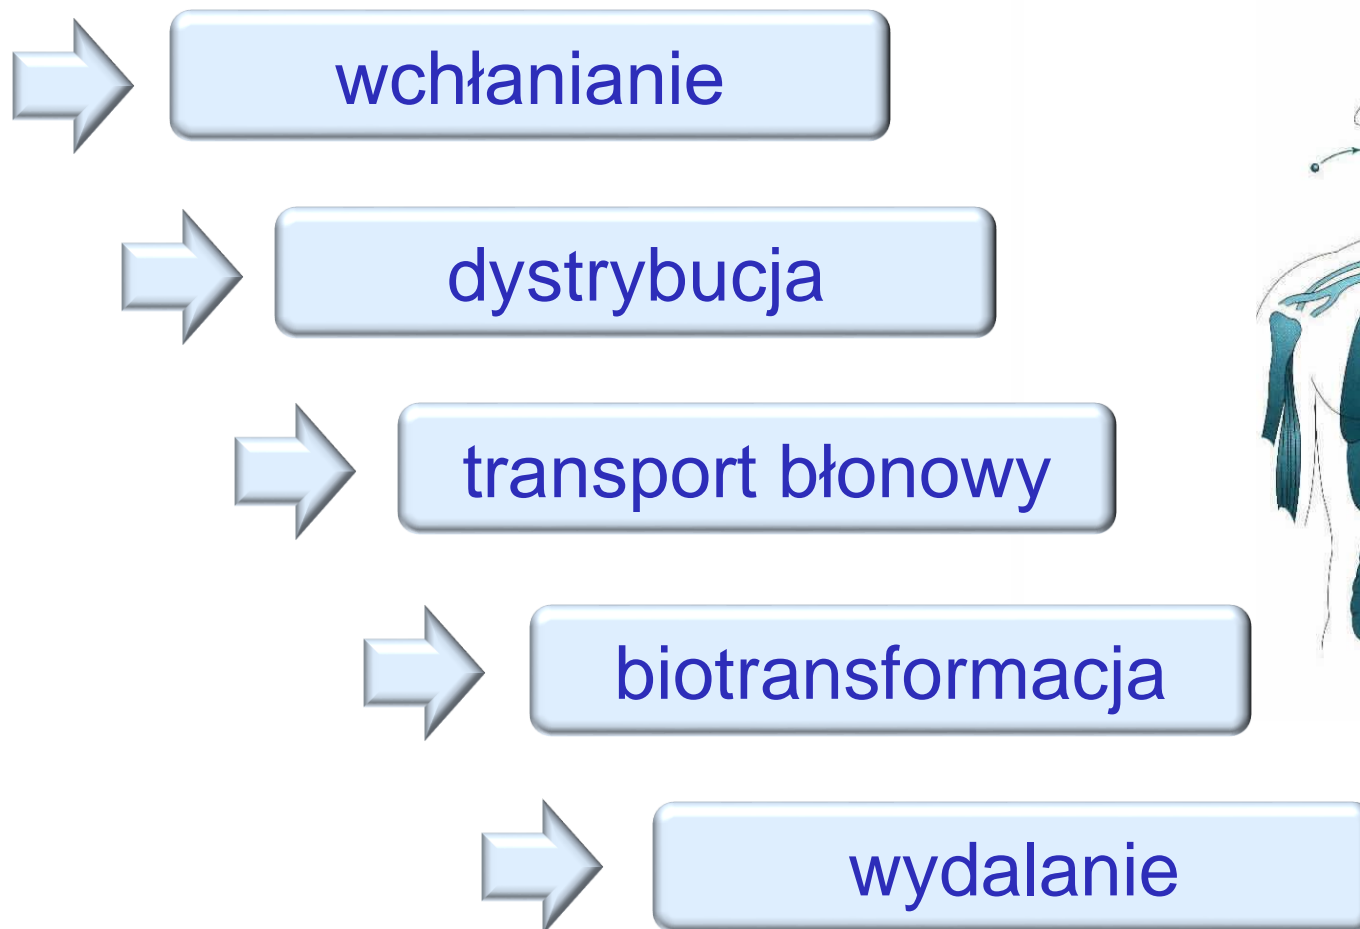 wchłanianie
dystrybucja
transport błonowy
biotransformacja
wydalanie